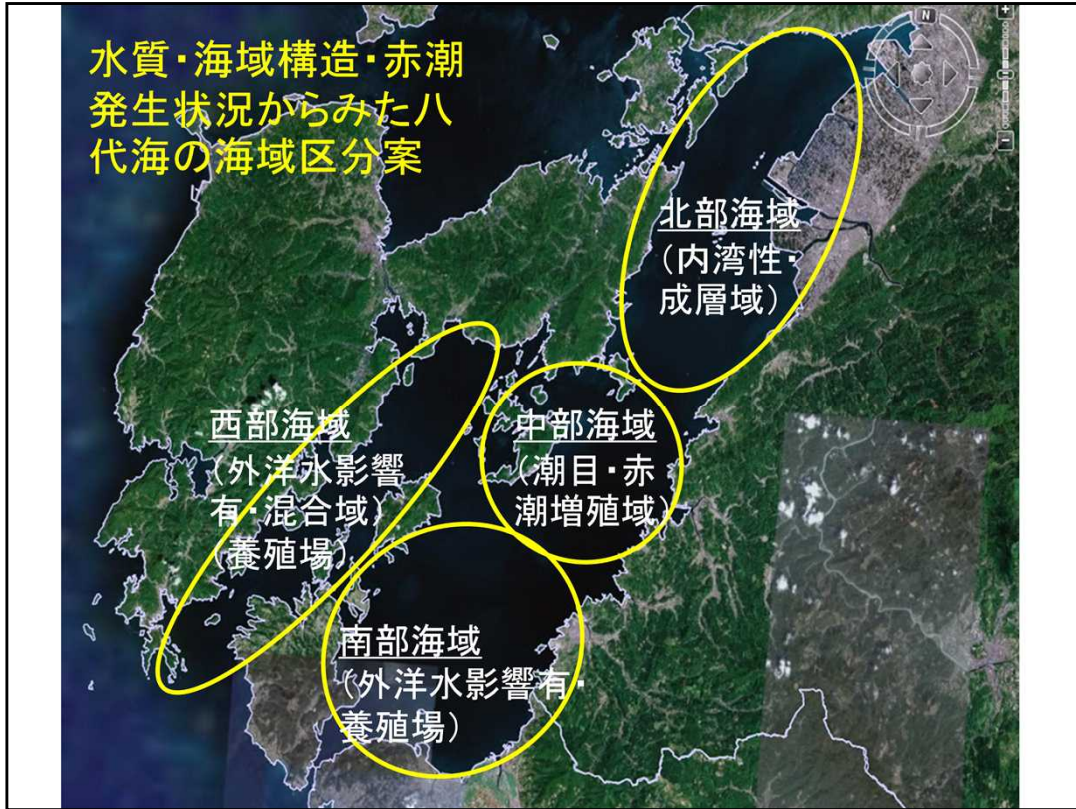 水質・海域構造・赤潮
発生状況からみた八
代海の海域区分案
N
北部海域
(内湾性・
成層域)
西部海域
(外洋水影響
有・混合域)
(養殖場)
中部海域
(潮目・赤
潮増殖域)
南部海域
(外洋水影響有・
養殖場)